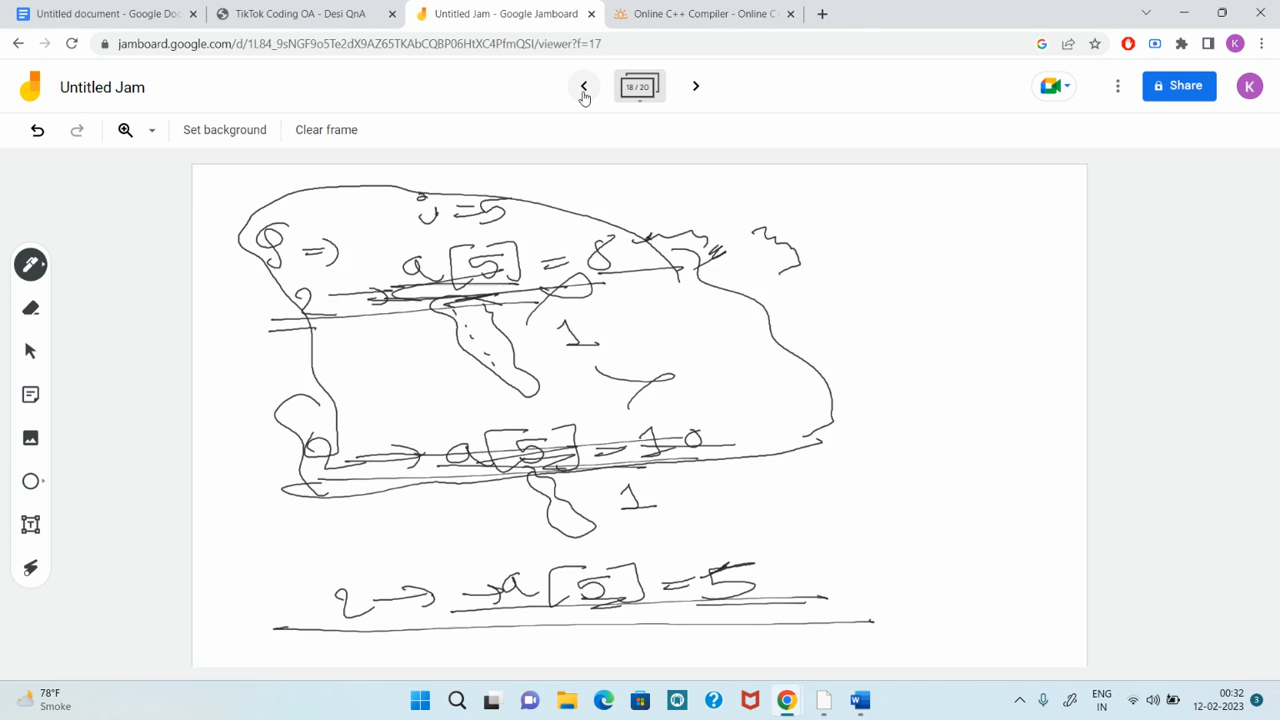 Untitled document - Google Doc
TikTok Coding OA - Desi QnA
Untitled Jam - Google Jamboard
Online C++ Compiler - Online C
jamboard.google.com/d/1L84_9sNGF9o5Te2dX9AZ65TKAbCQBP06HtXC4PfmQSI/viewer?f=17
K
Untitled Jam
18 / 20
Share
K
Set background
Clear frame
j = 5
=>
a[5] = 8
1
a[5] = 10
1
a[5] = 5
78°F
Smoke
ENG
IN
00:32
12-02-2023
3